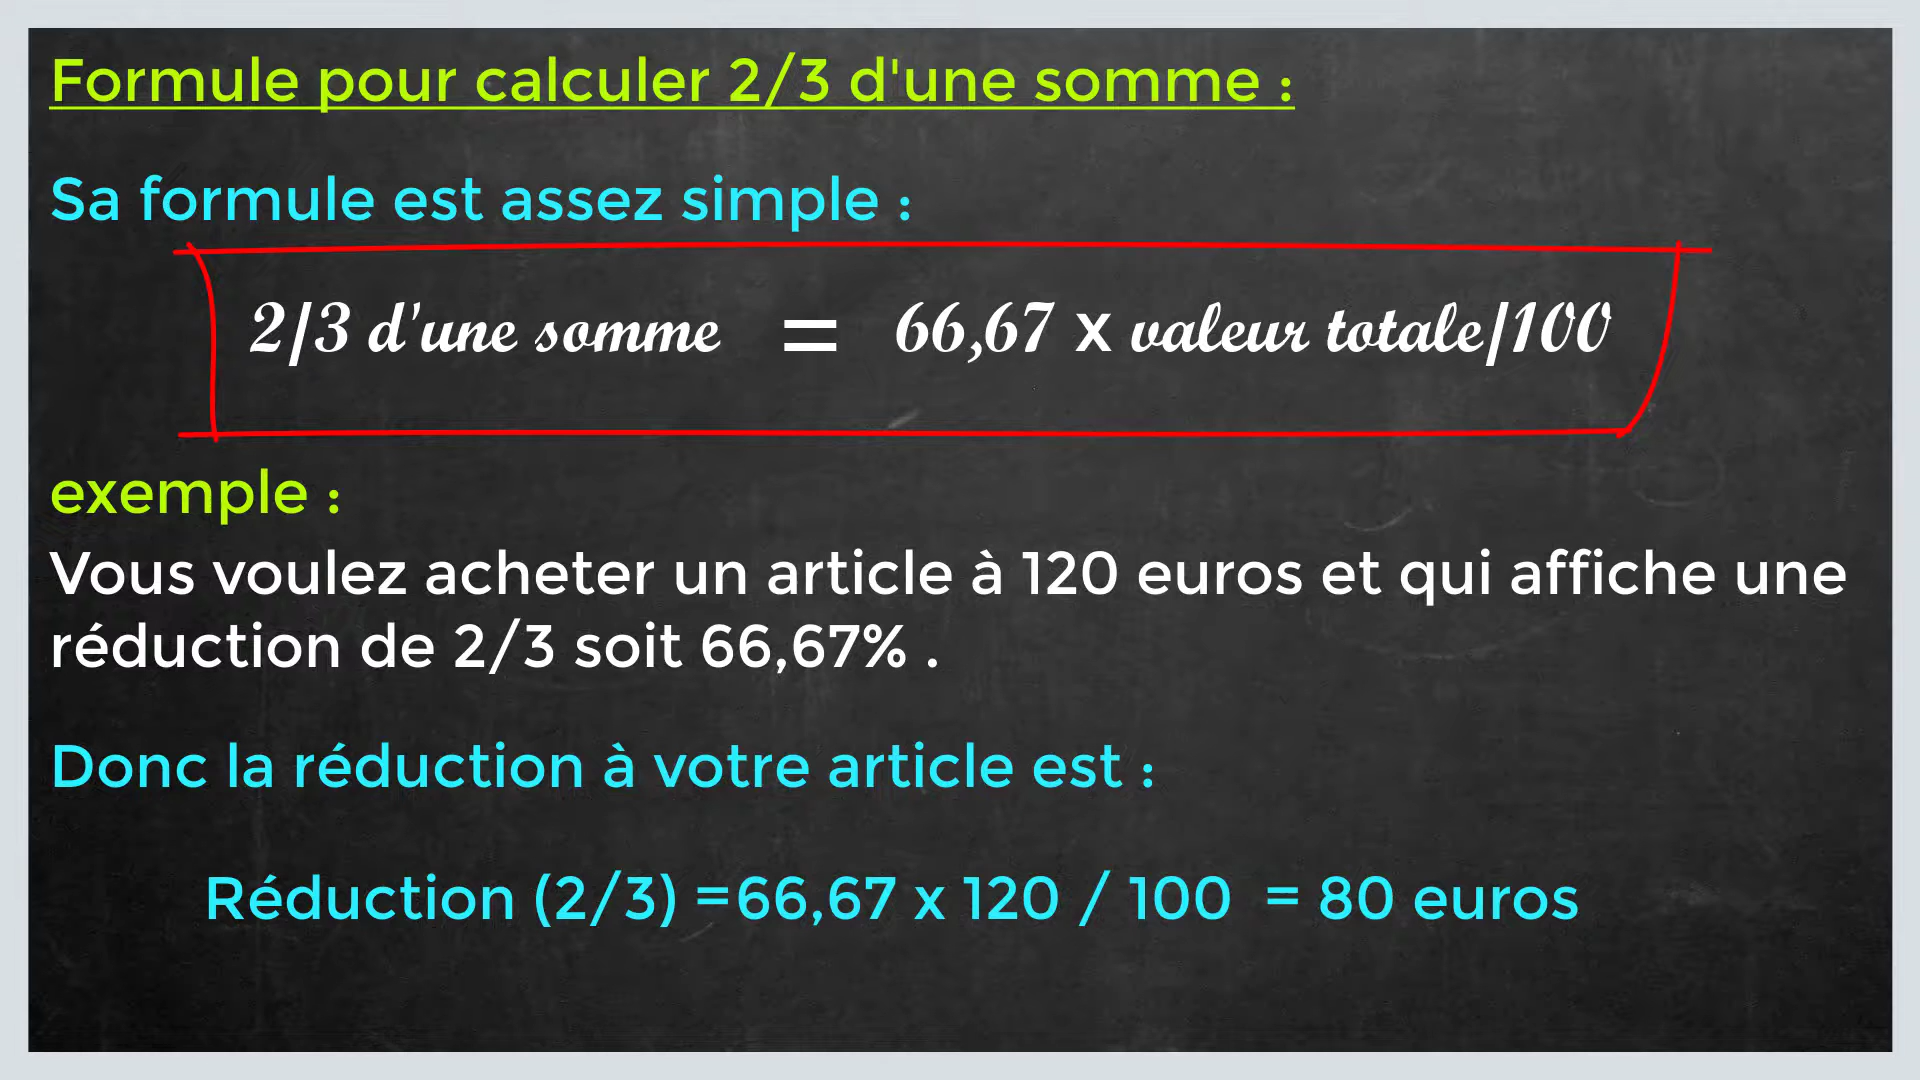 Formule pour calculer 2/3 d'une somme :
Sa formule est assez simple :
2/3 d'une somme = 66,67 x valeur totale/100
exemple :
Vous voulez acheter un article à 120 euros et qui affiche une
réduction de 2/3 soit 66,67% .
Donc la réduction à votre article est :
Réduction (2/3) =66,67 x 120 / 100 = 80 euros